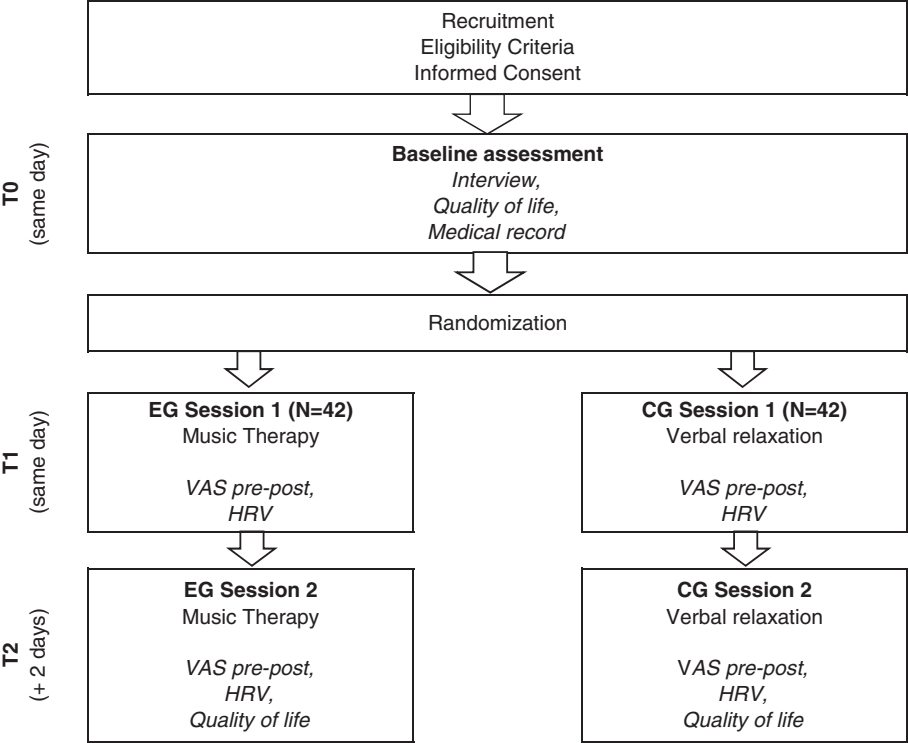 Recruitment
Eligibility Criteria
Informed Consent
T0
(same day)
Baseline assessment
Interview,
Quality of life,
Medical record
Randomization
T1
(same day)
EG Session 1 (N=42)
Music Therapy
VAS pre-post,
HRV
CG Session 1 (N=42)
Verbal relaxation
VAS pre-post,
HRV
T2
(+ 2 days)
EG Session 2
Music Therapy
VAS pre-post,
HRV,
Quality of life
CG Session 2
Verbal relaxation
VAS pre-post,
HRV,
Quality of life